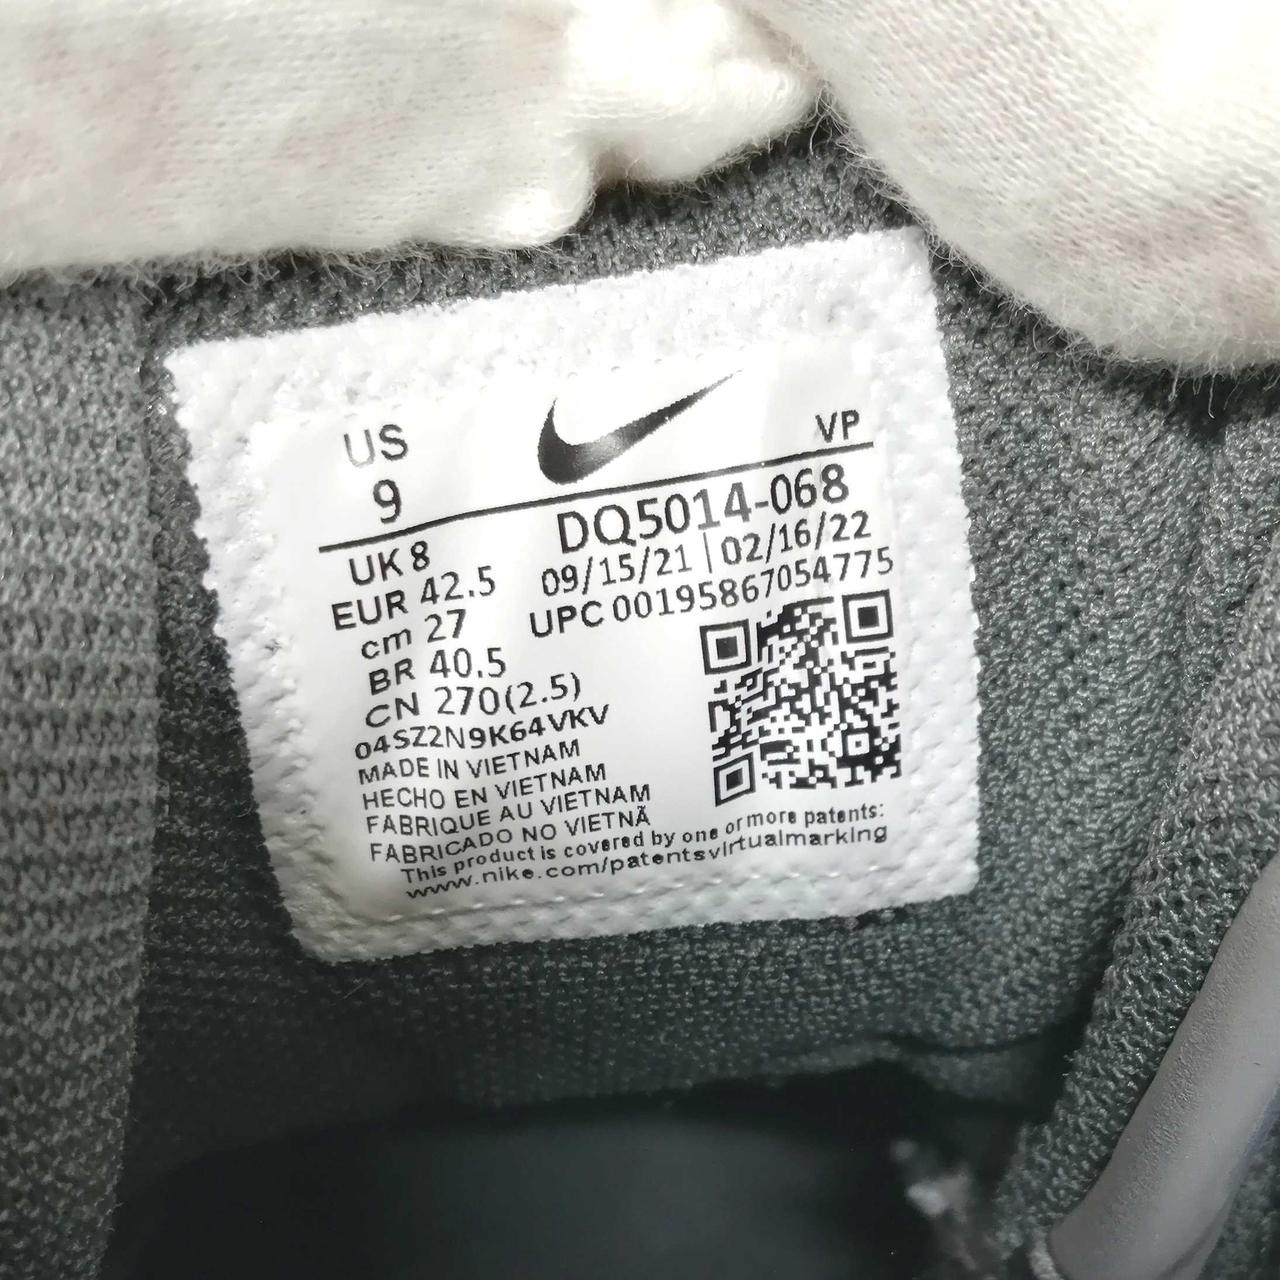 US
9
VP
DQ5014-068
UK 8
09/15/21 | 02/16/22
EUR 42.5
UPC 00195867054775
cm 27
BR 40.5
CN 270(2.5)
04SZ2N9K64VKV
MADE IN VIETNAM
HECHO EN VIETNAM
FABRIQUE AU VIETNAM
FABRICADO NO VIETNÃ
This product is covered by one or more patents:
www.nike.com/patentsvirtualmarking